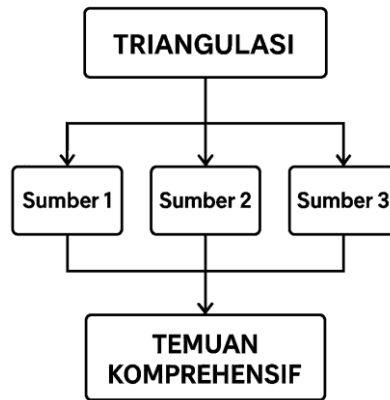 TRIANGULASI
Sumber 1
Sumber 2
Sumber 3
TEMUAN
KOMPREHENSIF